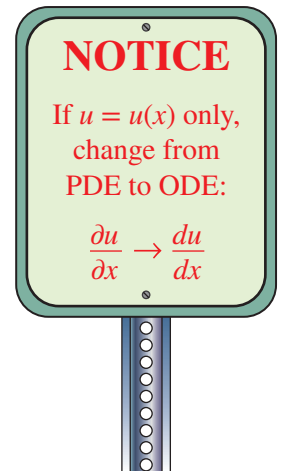 NOTICE
If u = u(x) only,
change from
PDE to ODE:
∂u/∂x → du/dx